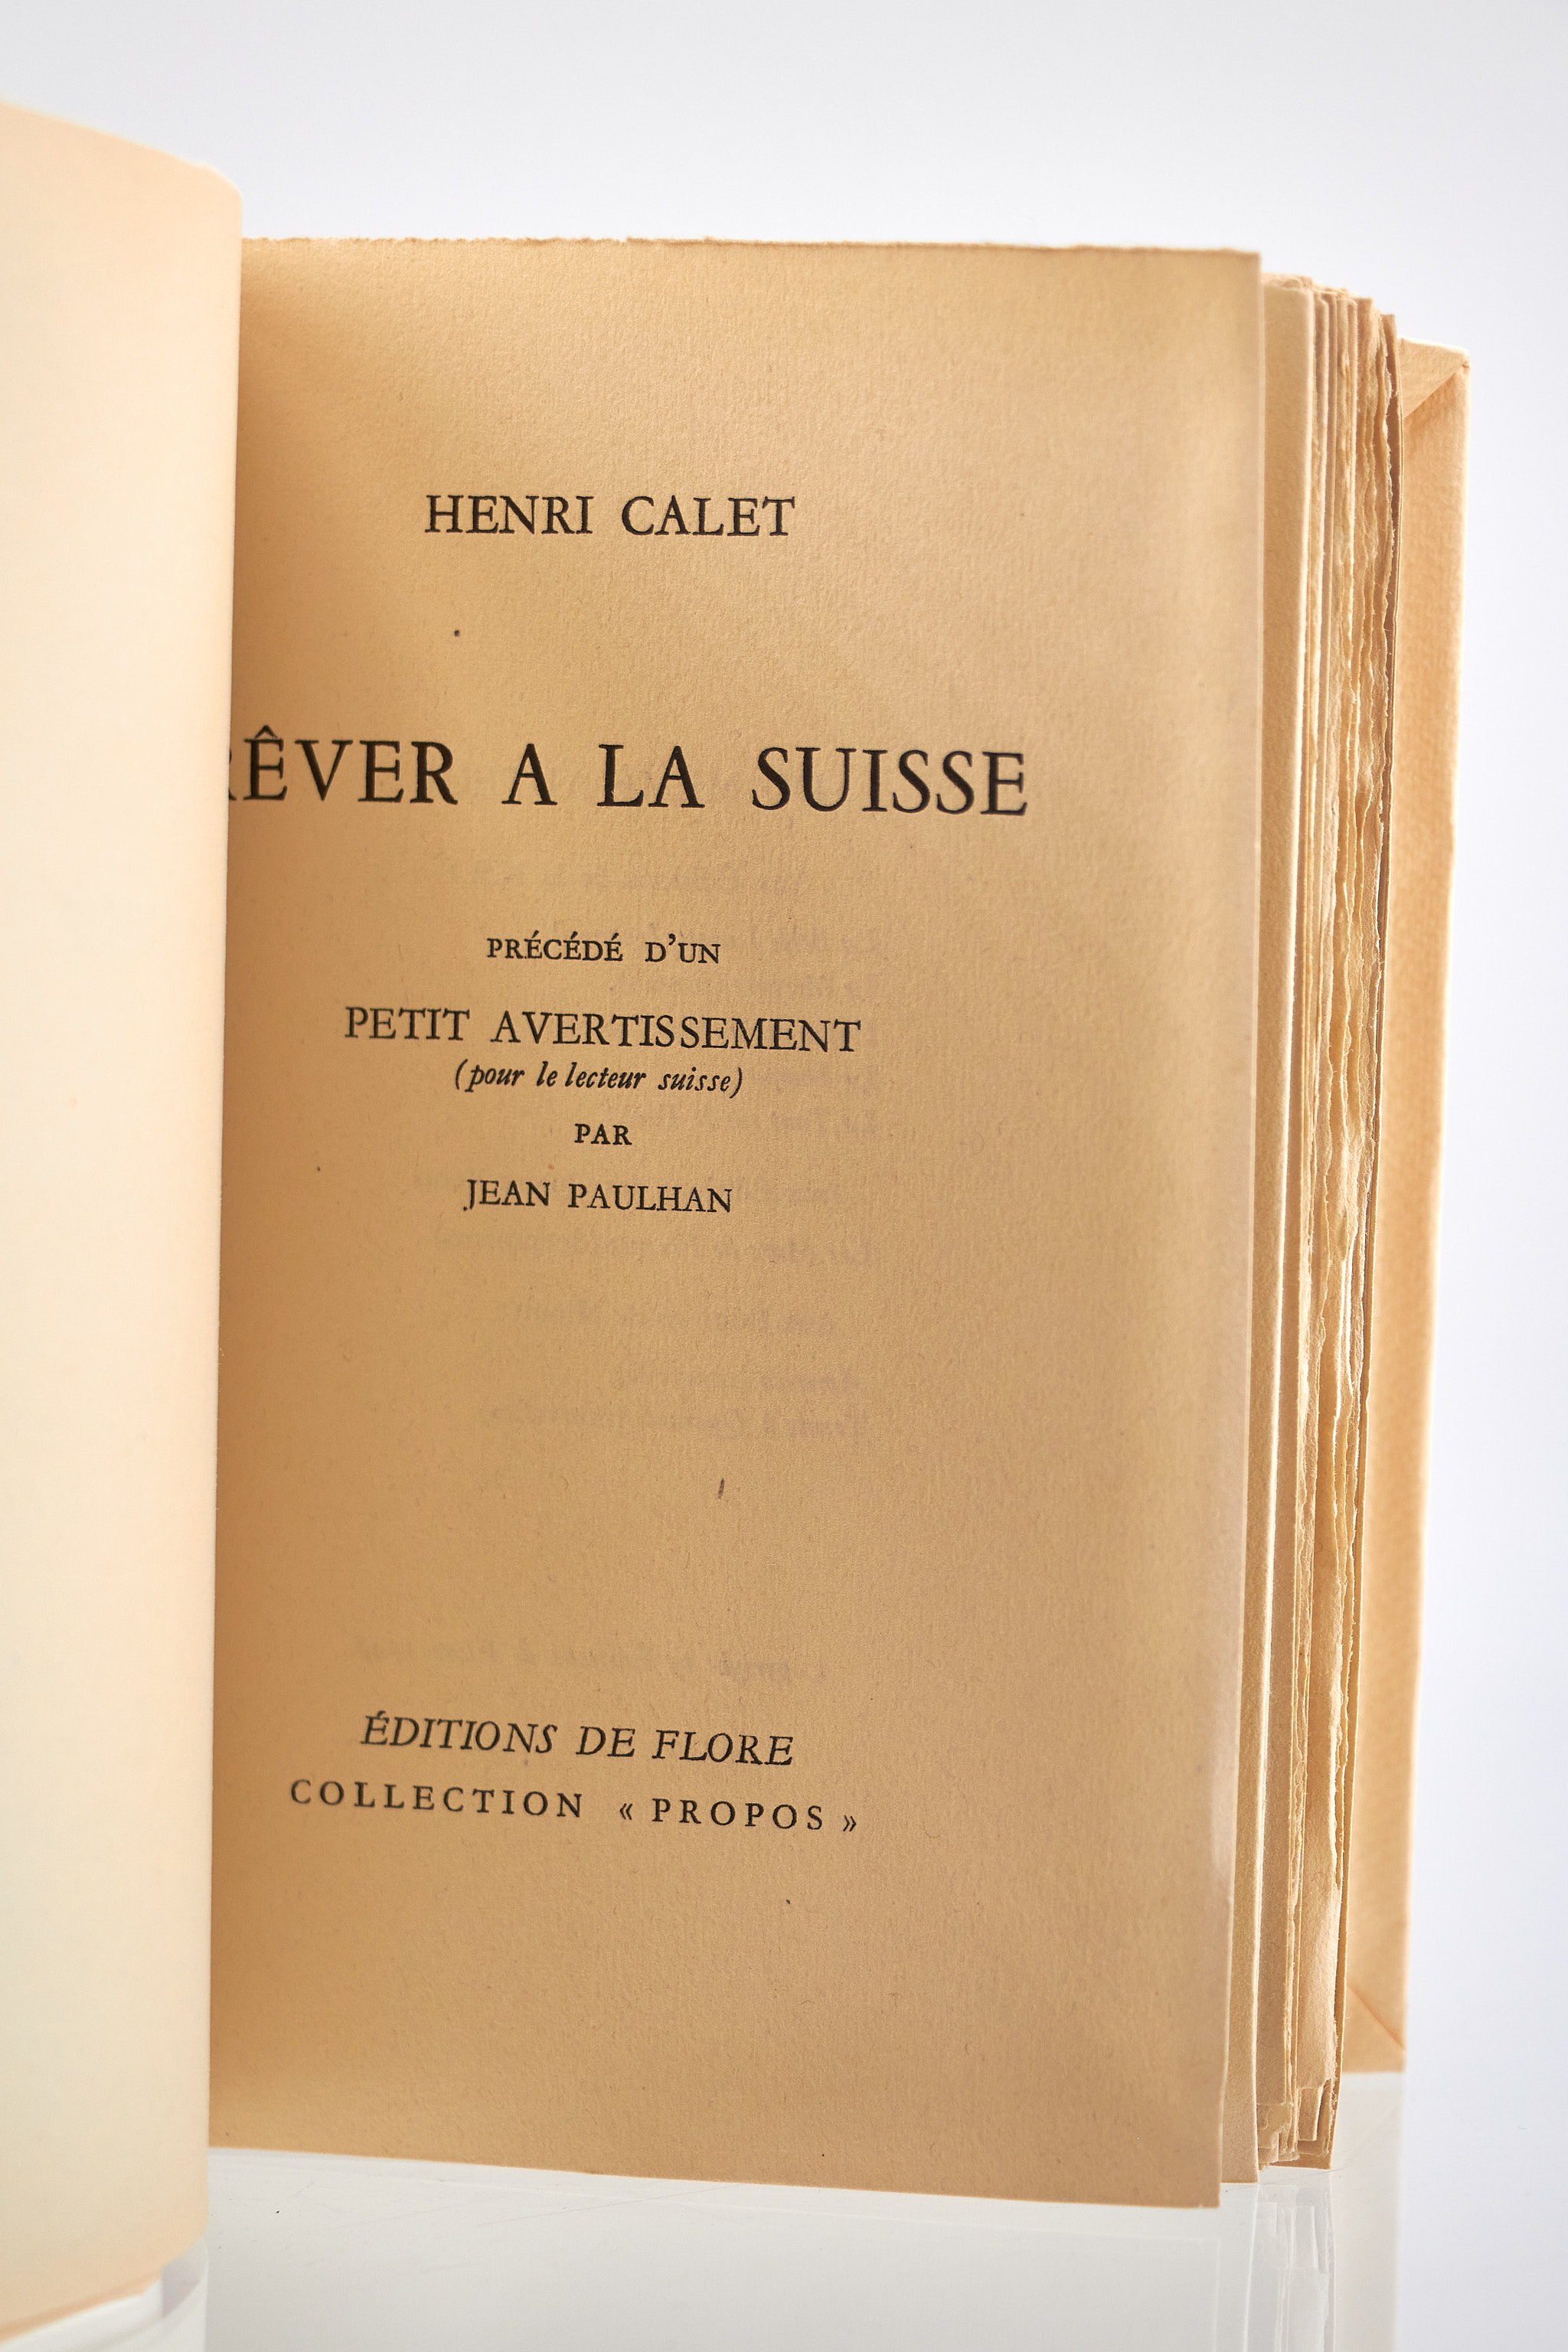 HENRI CALET
RÊVER A LA SUISSE
PRÉCÉDÉ D'UN
PETIT AVERTISSEMENT
(pour le lecteur suisse)
PAR
JEAN PAULHAN
ÉDITIONS DE FLORE
COLLECTION « PROPOS »